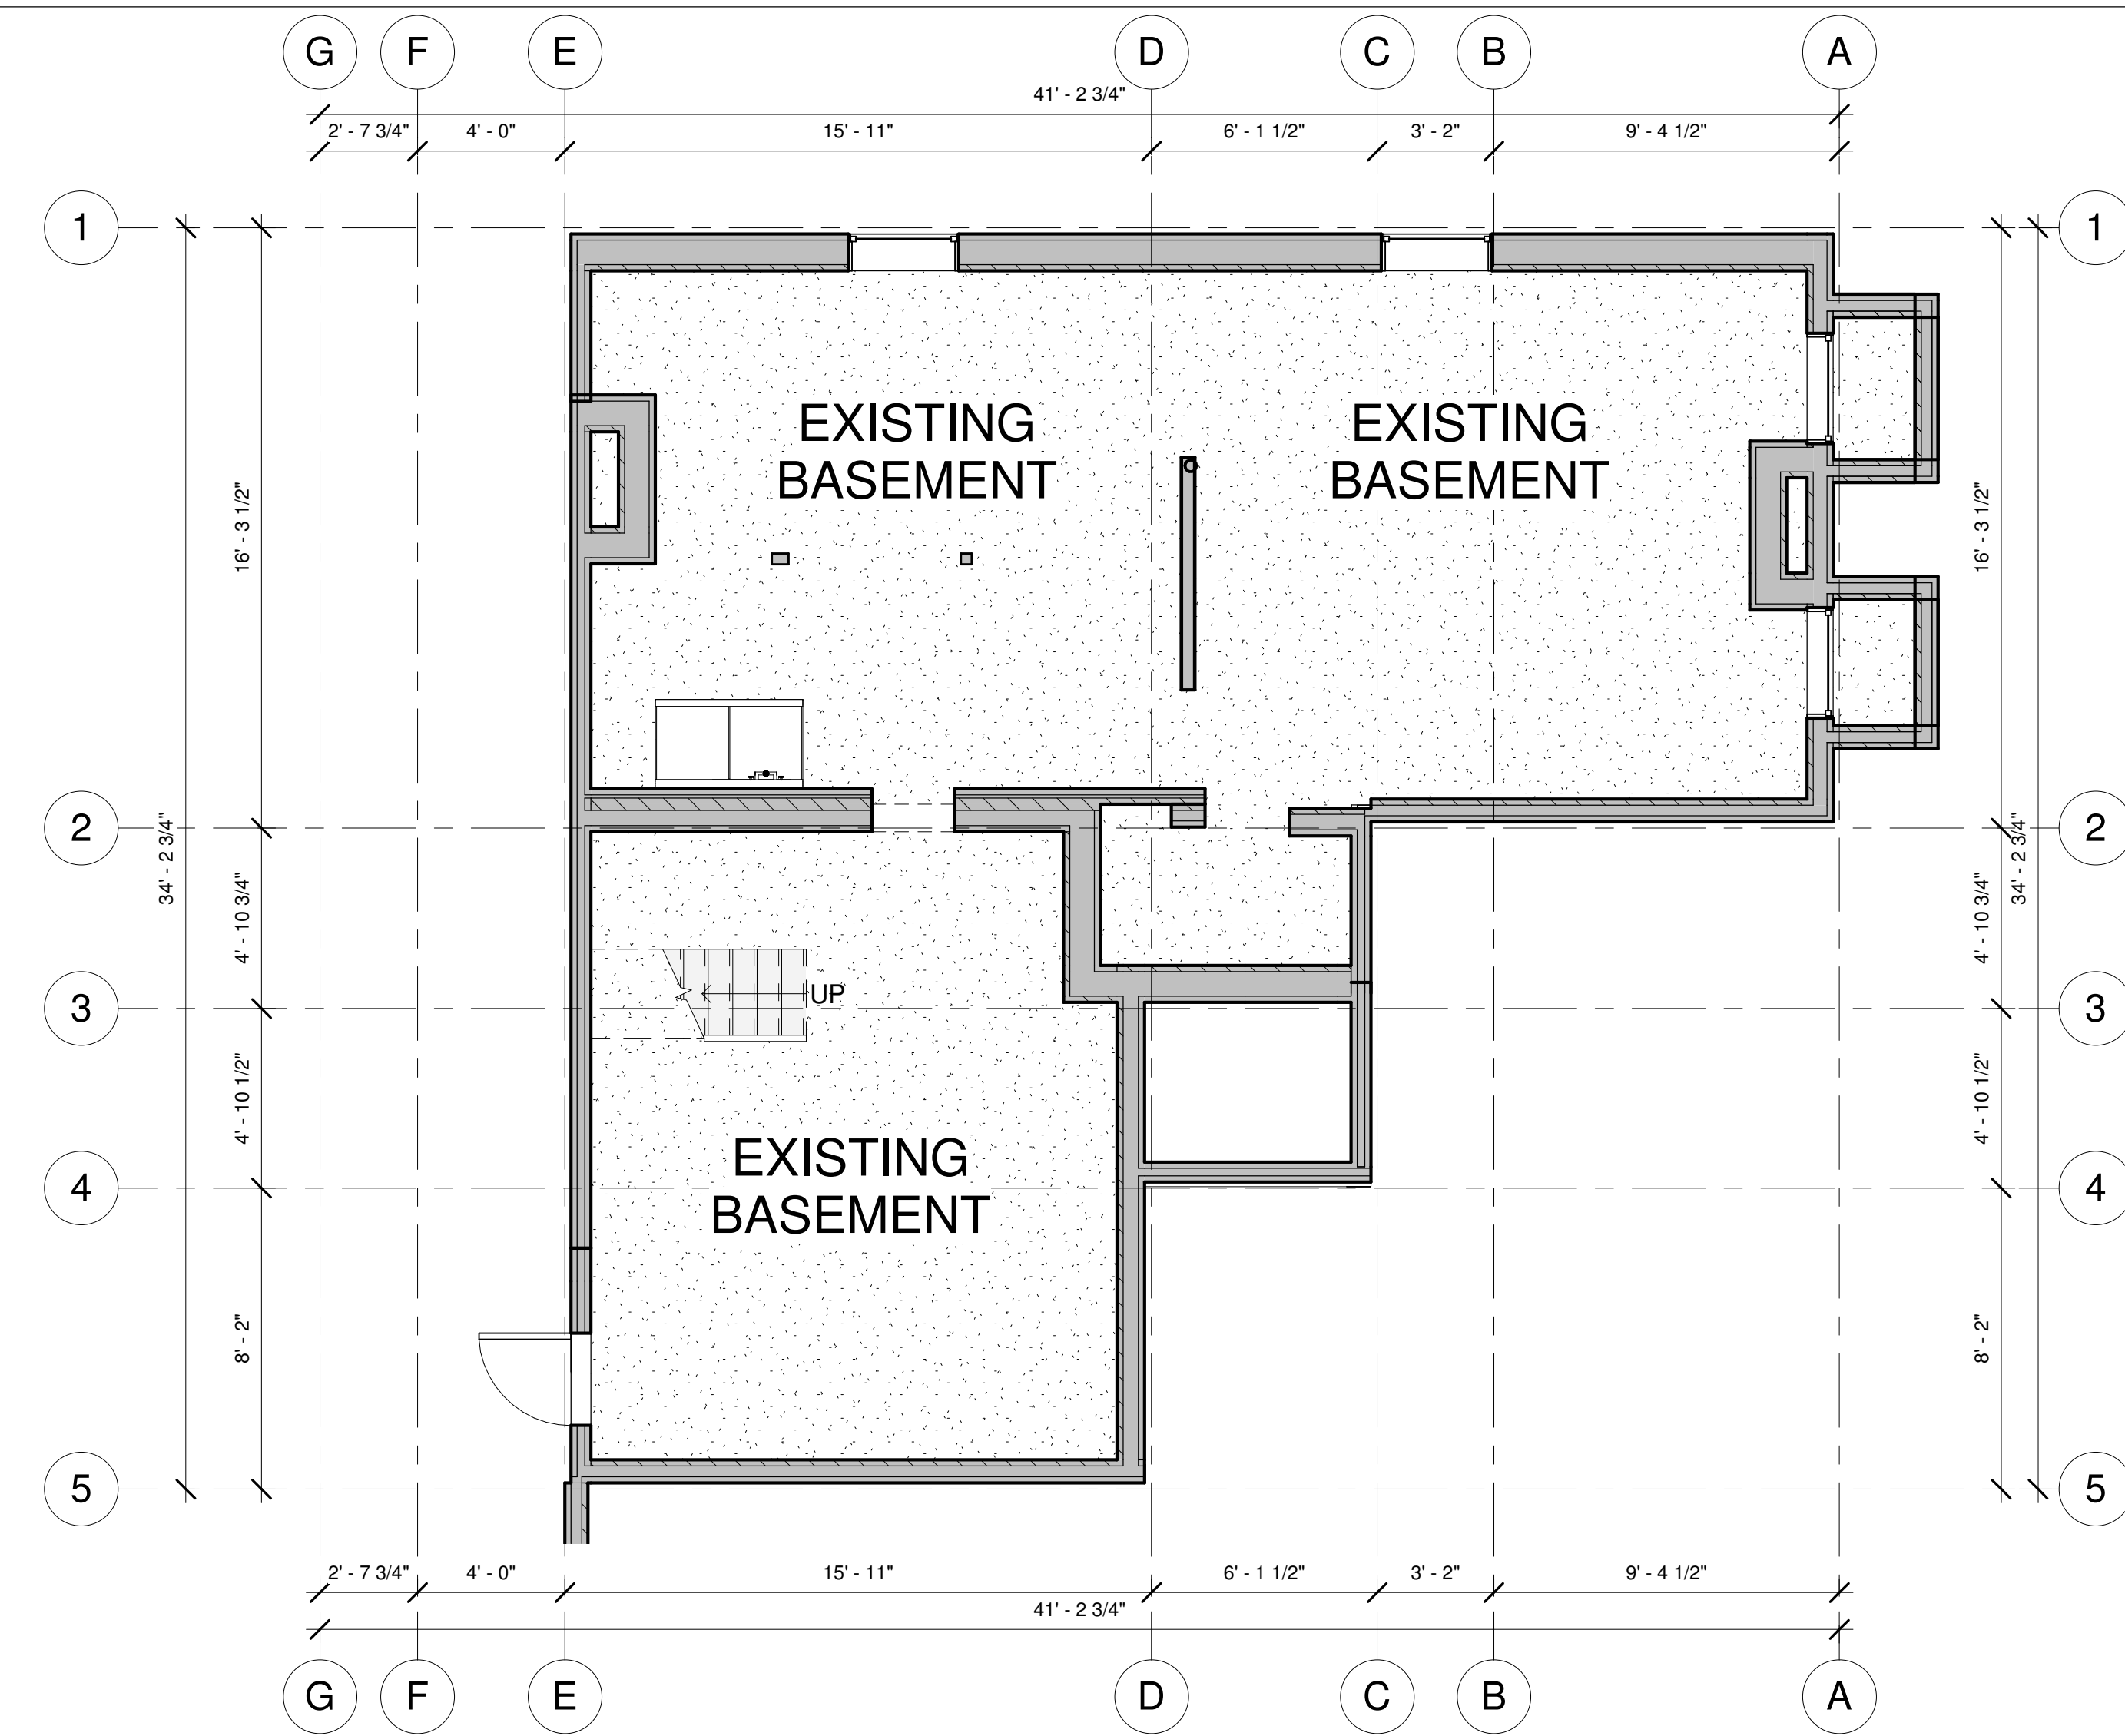 G F E D C B A
41' - 2 3/4"
2' - 7 3/4" 4' - 0" 15' - 11" 6' - 1 1/2" 3' - 2" 9' - 4 1/2"
1 1
EXISTING
BASEMENT
EXISTING
BASEMENT
16' - 3 1/2" 16' - 3 1/2"
2 2
34' - 2 3/4" 34' - 2 3/4"
4' - 10 3/4" 4' - 10 3/4"
UP
3 3
4' - 10 1/2" 4' - 10 1/2"
EXISTING
BASEMENT
4 4
8' - 2" 8' - 2"
5 5
2' - 7 3/4" 4' - 0" 15' - 11" 6' - 1 1/2" 3' - 2" 9' - 4 1/2"
41' - 2 3/4"
G F E D C B A